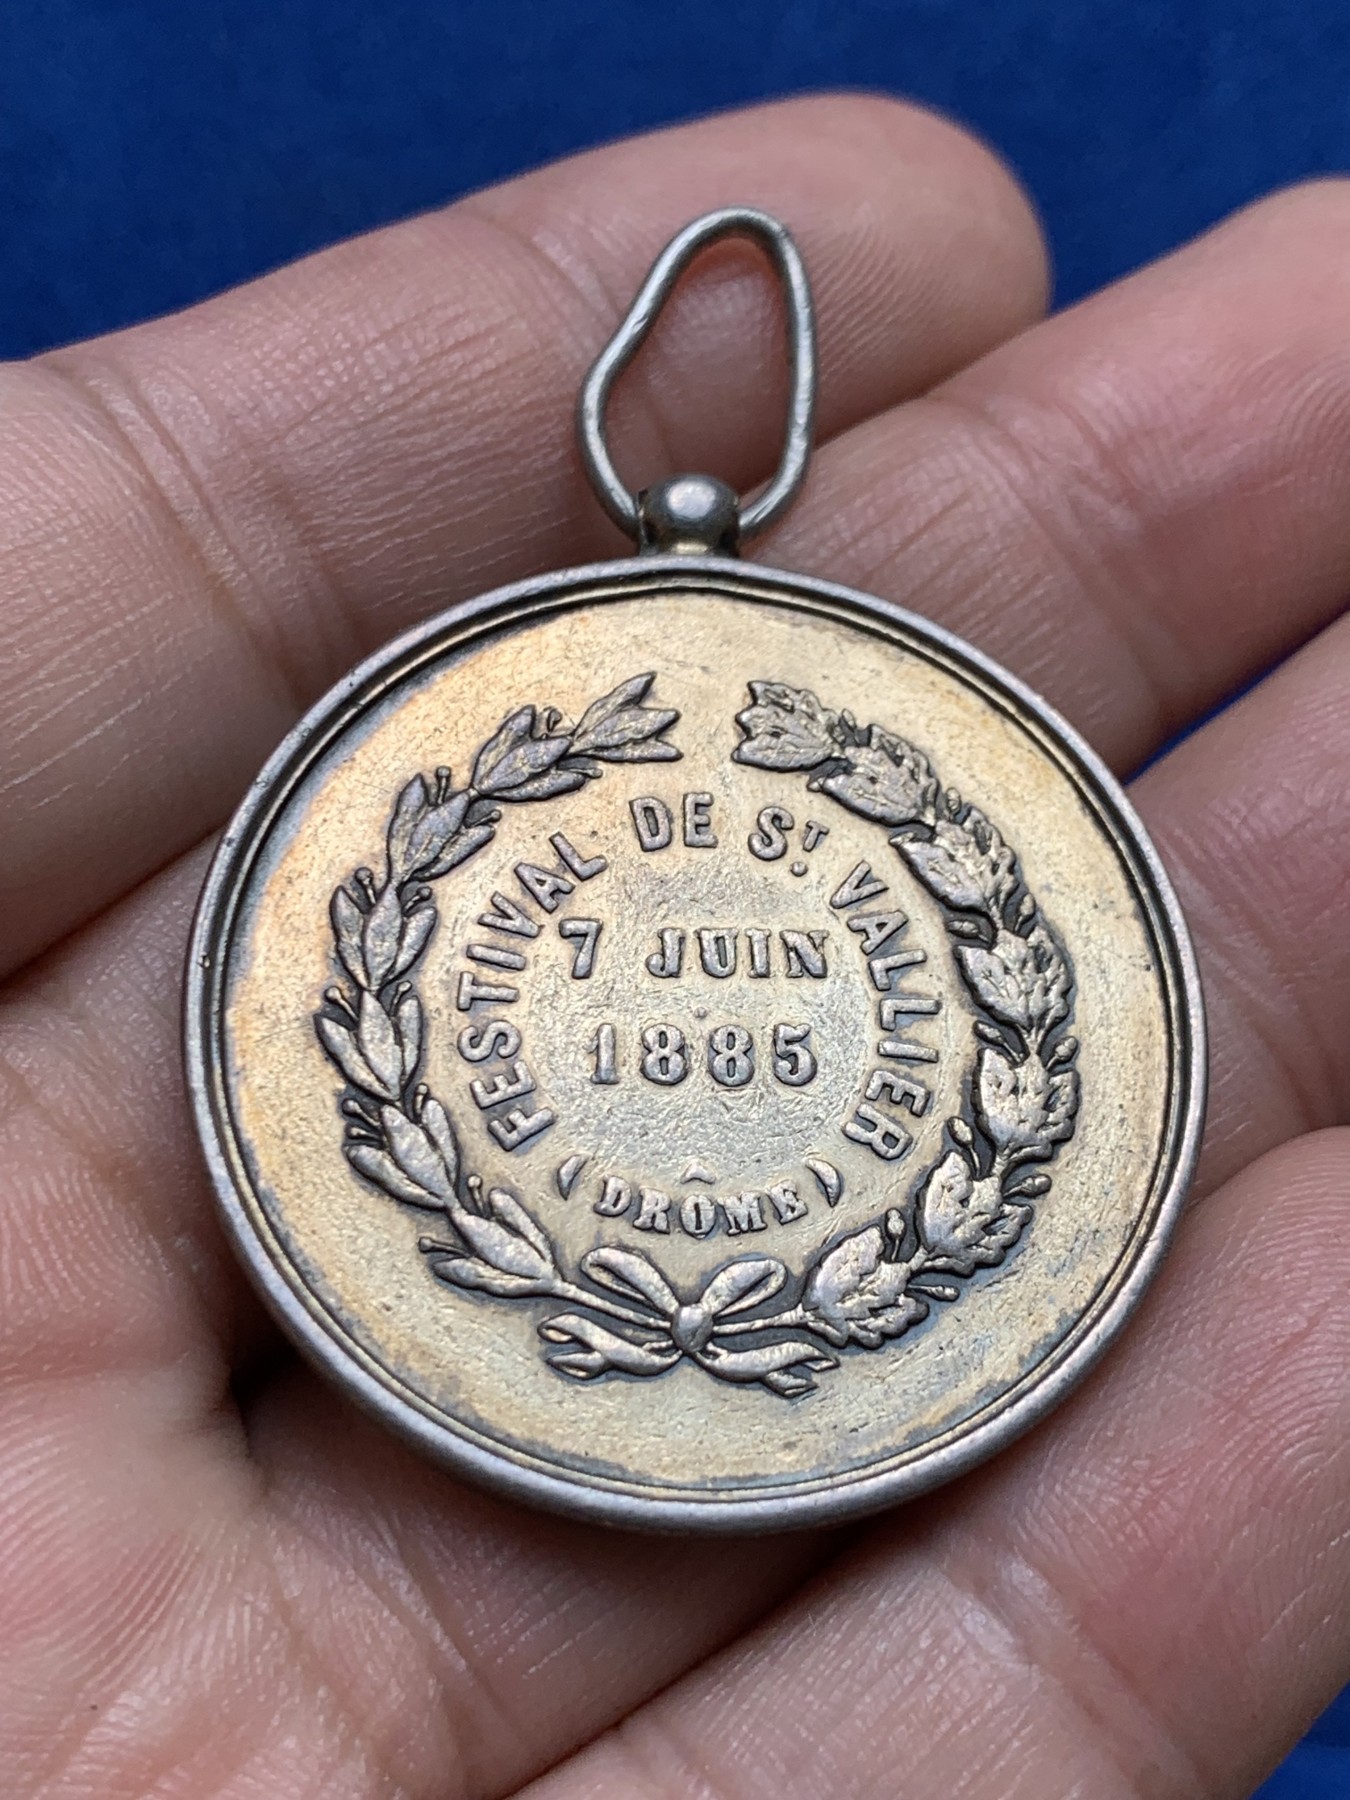 FESTIVAL DE ST. VALLIER
7 JUIN
1885
(DRÔME)